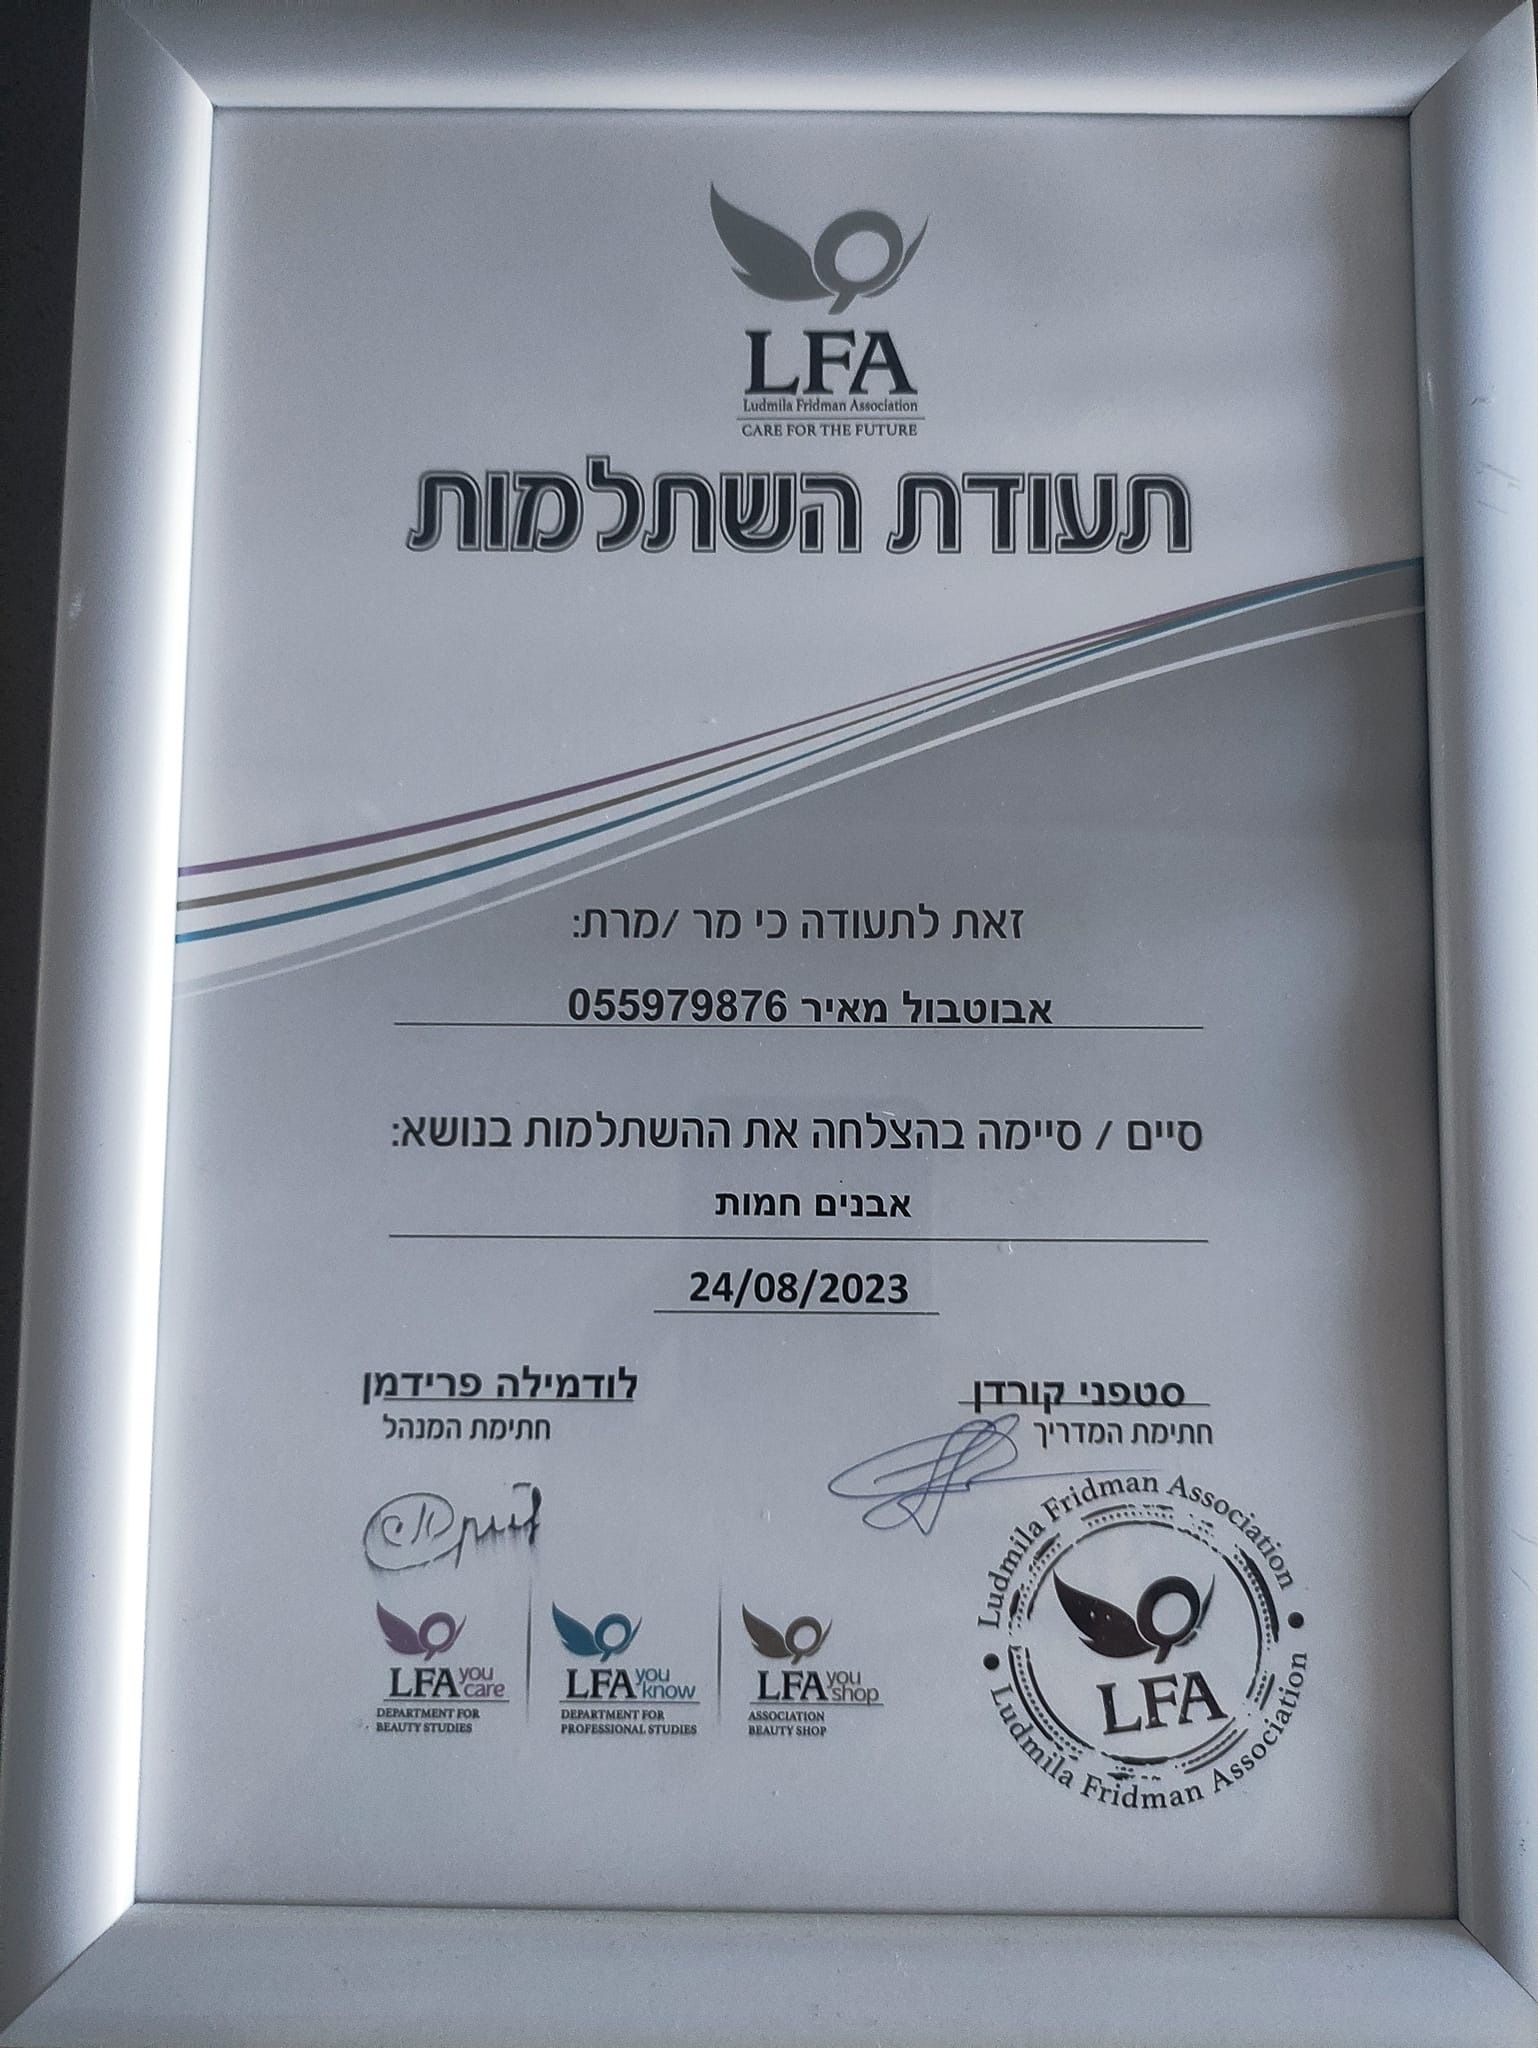 LFA
Ludmila Fridman Association
CARE FOR THE FUTURE
תעודת השתלמות
זאת לתעודה כי מר /מרת:
אבוטבול מאיר 055979876
סיים / סיימה בהצלחה את ההשתלמות בנושא:
אבנים חמות
24/08/2023
סטפני קורדן
חתימת המדריך
לודמילה פרידמן
חתימת המנהל
LFA you care
DEPARTMENT FOR
BEAUTY STUDIES
LFA you know
DEPARTMENT FOR
PROFESSIONAL STUDIES
LFA you shop
ASSOCIATION
BEAUTY SHOP
Ludmila Fridman Association
LFA
Ludmila Fridman Association